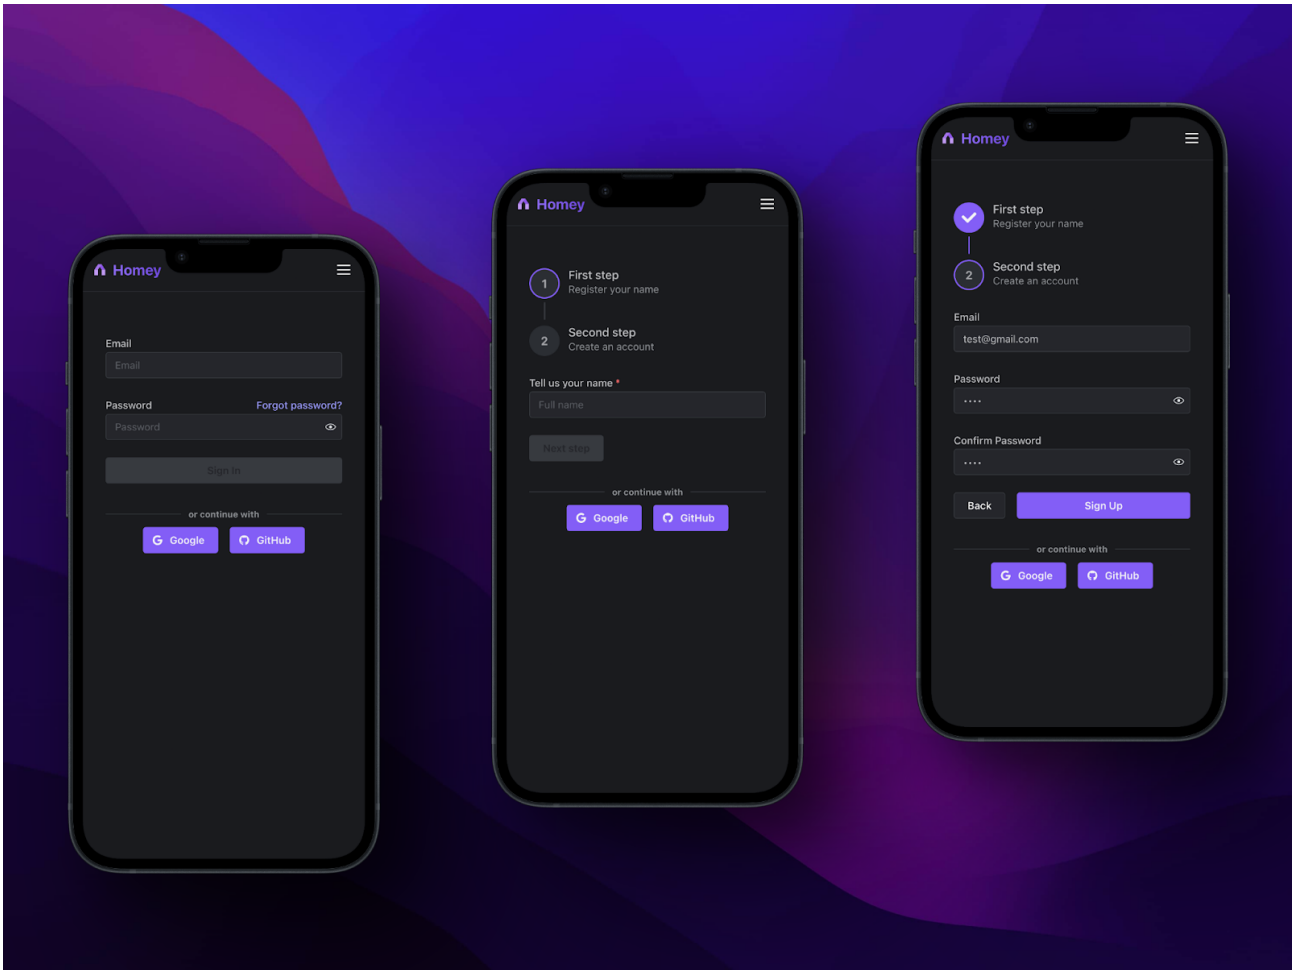 Homey
Email
Email
Password Forgot password?
Password
Sign In
or continue with
Google GitHub
Homey
1 First step
Register your name
2 Second step
Create an account
Tell us your name *
Full name
Next step
or continue with
Google GitHub
Homey
First step
Register your name
2 Second step
Create an account
Email
test@gmail.com
Password
····
Confirm Password
····
Back Sign Up
or continue with
Google GitHub